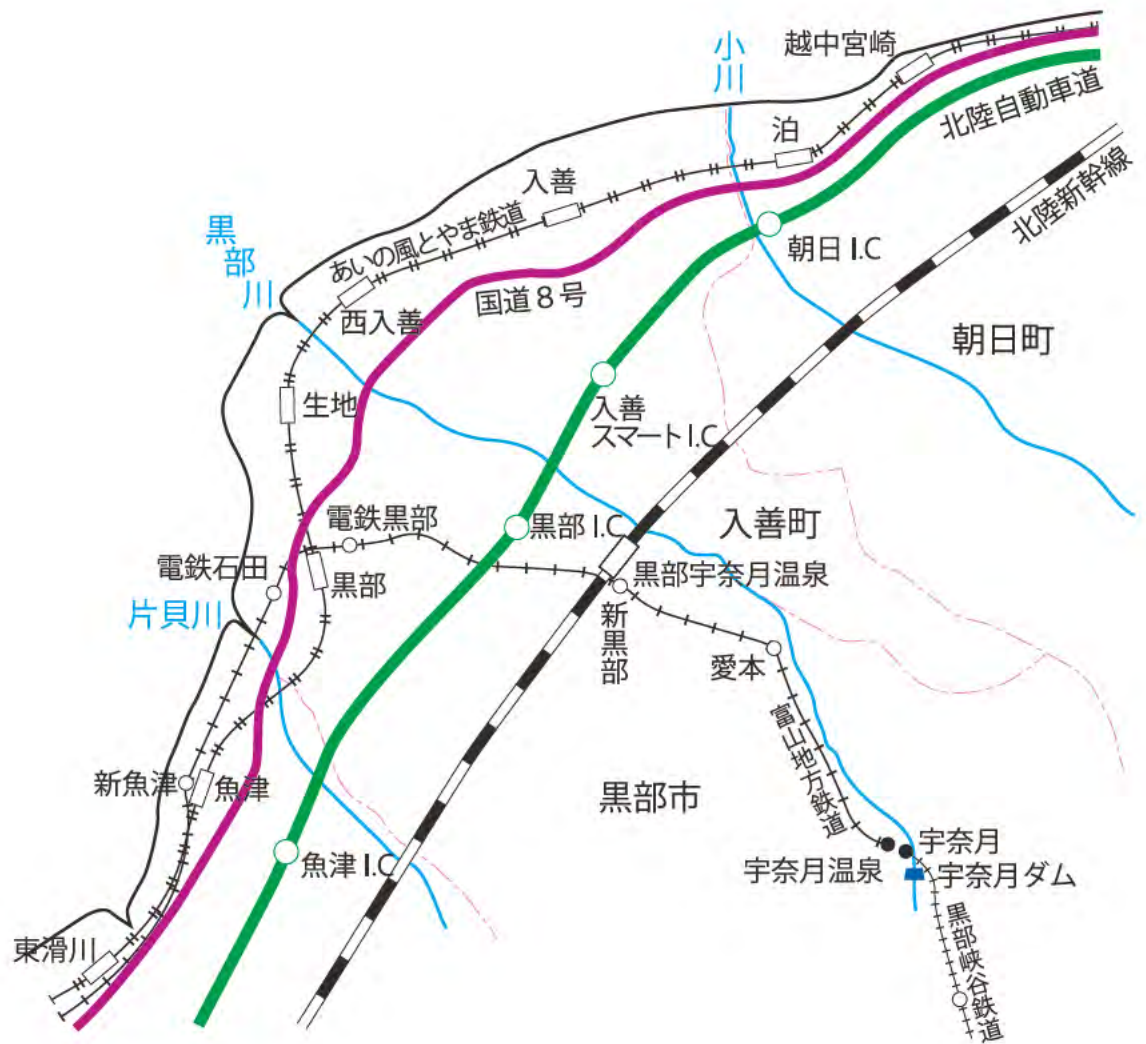 越中宮崎
小川
北陸自動車道
泊
入善
北陸新幹線
黒部川
あいの風とやま鉄道
朝日 I.C
国道8号
西入善
朝日町
生地
入善
スマート I.C
電鉄黒部
黒部 I.C
入善町
電鉄石田
黒部
黒部宇奈月温泉
片貝川
新黒部
愛本
富山地方鉄道
新魚津
魚津
黒部市
宇奈月
魚津 I.C
宇奈月温泉
宇奈月ダム
黒部峡谷鉄道
東滑川